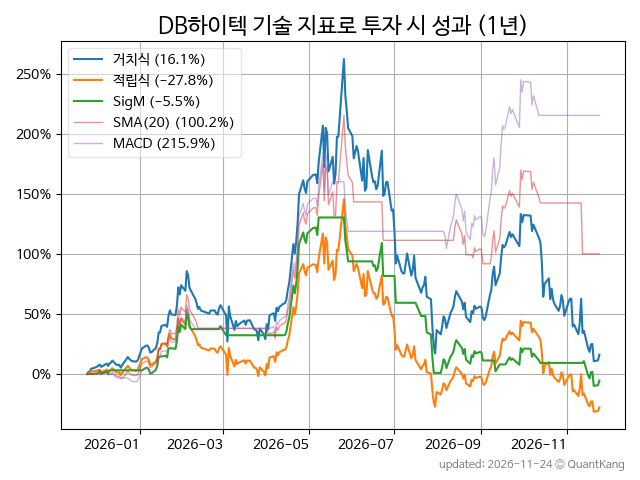 DB하이텍 기술 지표로 투자 시 성과 (1년)
거치식 (16.1%)
적립식 (-27.8%)
SigM (-5.5%)
SMA(20) (100.2%)
MACD (215.9%)
250%
200%
150%
100%
50%
0%
2026-01 2026-03 2026-05 2026-07 2026-09 2026-11
updated: 2026-11-24 © QuantKang